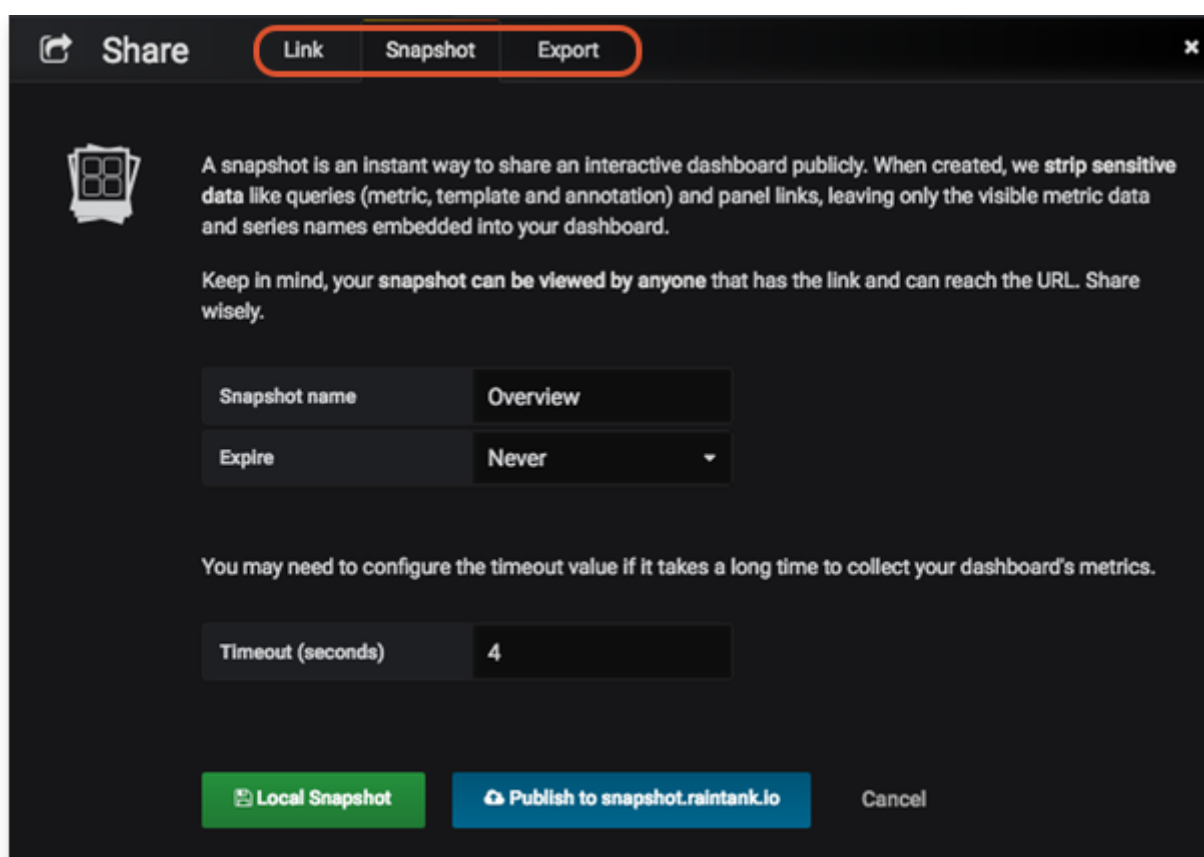 Share Link Snapshot Export ×
A snapshot is an instant way to share an interactive dashboard publicly. When created, we strip sensitive
data like queries (metric, template and annotation) and panel links, leaving only the visible metric data
and series names embedded into your dashboard.
Keep in mind, your snapshot can be viewed by anyone that has the link and can reach the URL. Share
wisely.
Snapshot name Overview
Expire Never
You may need to configure the timeout value if it takes a long time to collect your dashboard's metrics.
Timeout (seconds) 4
Local Snapshot Publish to snapshot.raintank.io Cancel